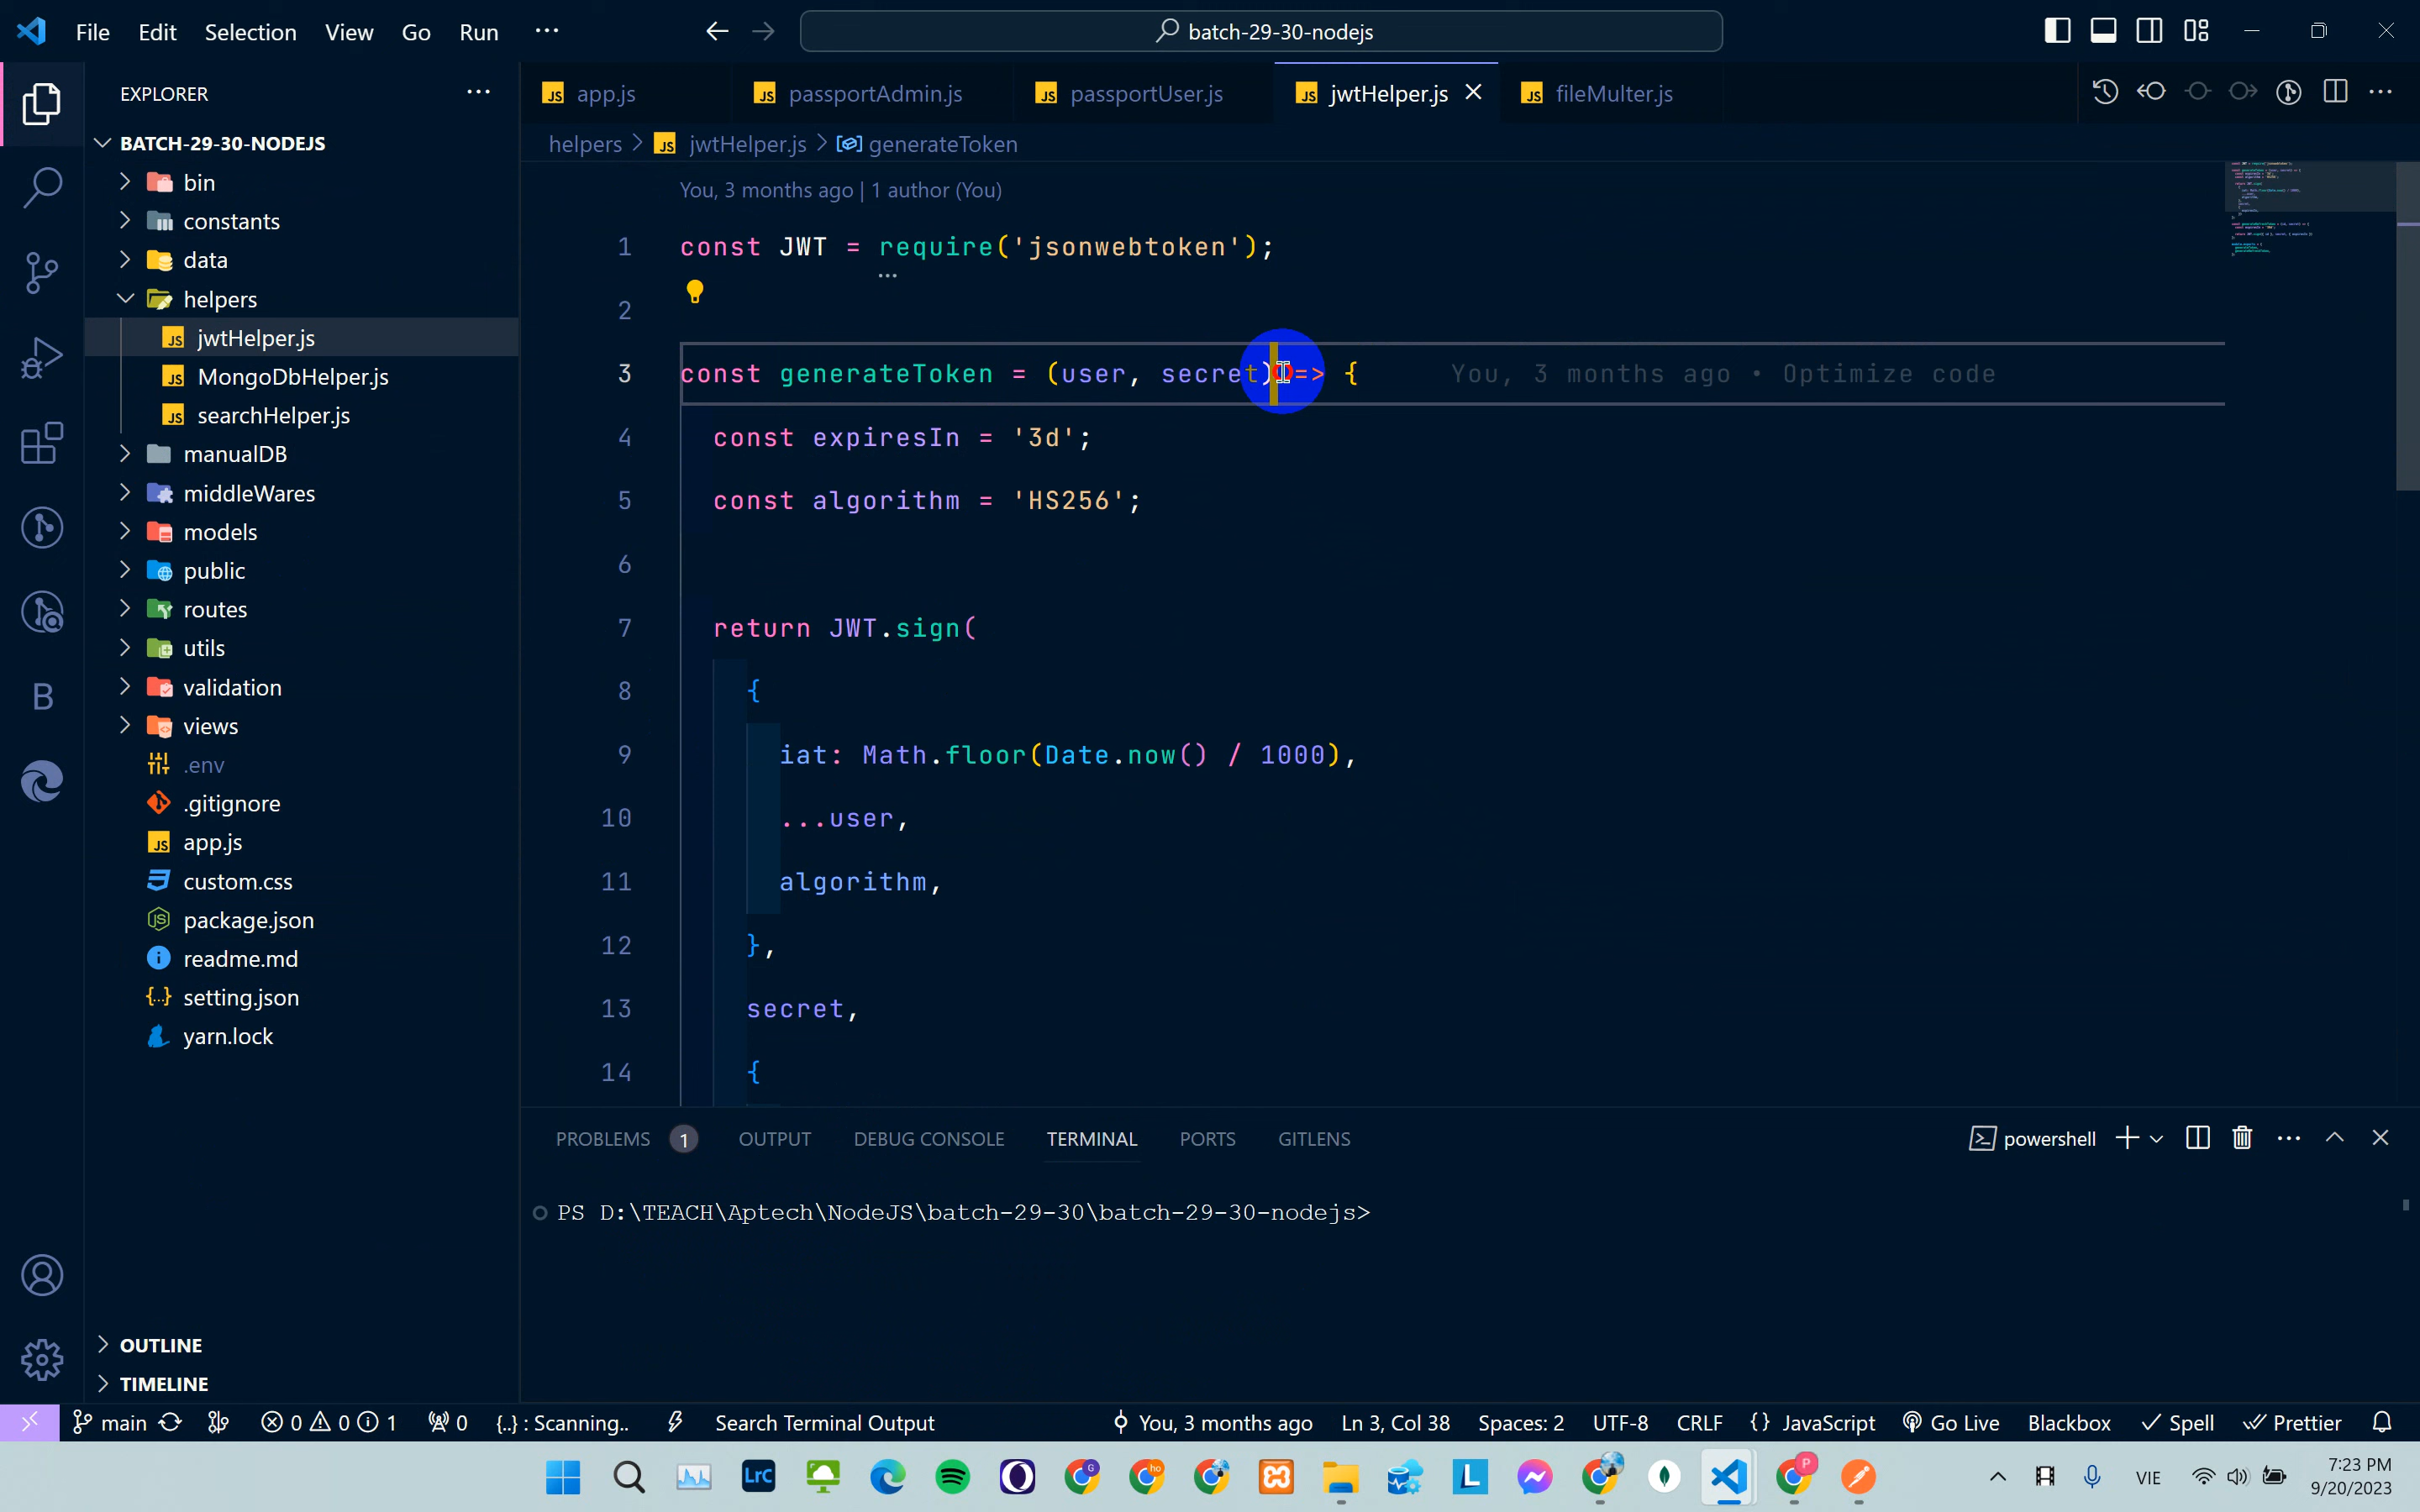 File Edit Selection View Go Run ···
batch-29-30-nodejs
EXPLORER
BATCH-29-30-NODEJS
bin
constants
data
helpers
jwtHelper.js
MongoDbHelper.js
searchHelper.js
manualDB
middleWares
models
public
routes
utils
validation
views
.env
.gitignore
app.js
custom.css
package.json
readme.md
setting.json
yarn.lock
OUTLINE
TIMELINE
app.js passportAdmin.js passportUser.js jwtHelper.js fileMulter.js
helpers > jwtHelper.js > generateToken
You, 3 months ago | 1 author (You)
1 const JWT = require('jsonwebtoken');
2
3 const generateToken = (user, secret) => { You, 3 months ago • Optimize code
4 const expiresIn = '3d';
5 const algorithm = 'HS256';
6
7 return JWT.sign(
8 {
9 iat: Math.floor(Date.now() / 1000),
10 ...user,
11 algorithm,
12 },
13 secret,
14 {
PROBLEMS 1 OUTPUT DEBUG CONSOLE TERMINAL PORTS GITLENS
powershell
PS D:\TEACH\Aptech\NodeJS\batch-29-30\batch-29-30-nodejs>
main 0 0 1 0 {..} : Scanning.. Search Terminal Output You, 3 months ago Ln 3, Col 38 Spaces: 2 UTF-8 CRLF {} JavaScript Go Live Blackbox Spell Prettier
LrC
VIE
7:23 PM
9/20/2023